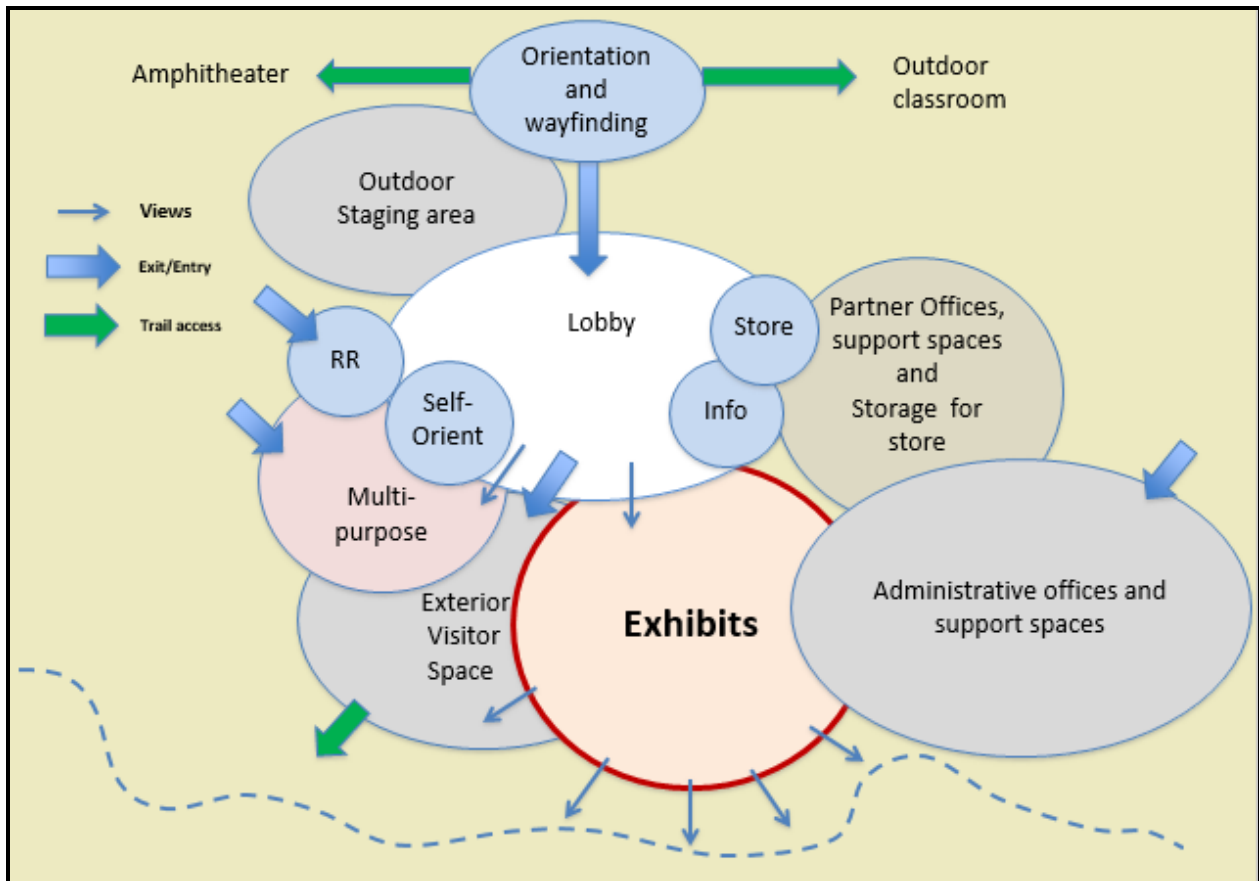 Orientation
and
wayfinding
Amphitheater
Outdoor
classroom
Outdoor
Staging area
Views
Exit/Entry
Trail access
Lobby
Store
Partner Offices,
support spaces
and
Storage for
store
RR
Self-
Orient
Info
Multi-
purpose
Exterior
Visitor
Space
Exhibits
Administrative offices and
support spaces